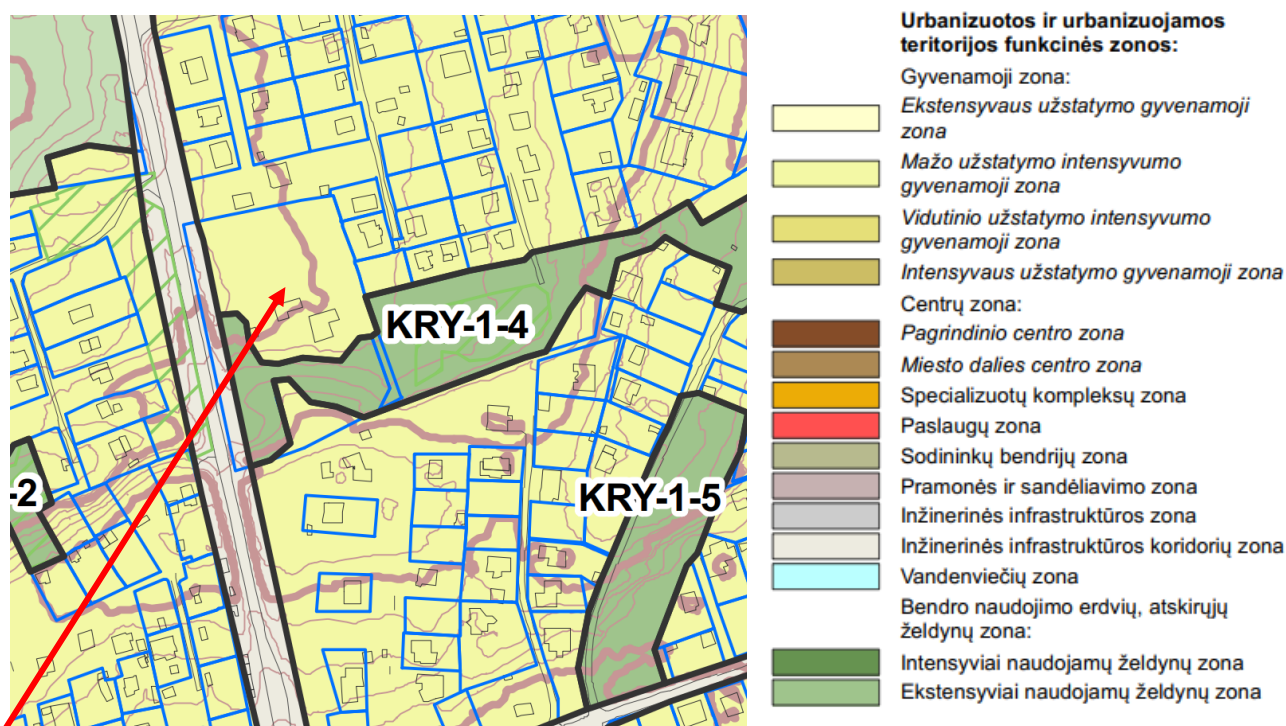 KRY-1-4
-2
KRY-1-5
Urbanizuotos ir urbanizuojamos
teritorijos funkcinės zonos:
Gyvenamoji zona:
Ekstensyvaus užstatymo gyvenamoji
zona
Mažo užstatymo intensyvumo
gyvenamoji zona
Vidutinio užstatymo intensyvumo
gyvenamoji zona
Intensyvaus užstatymo gyvenamoji zona
Centrų zona:
Pagrindinio centro zona
Miesto dalies centro zona
Specializuotų kompleksų zona
Paslaugų zona
Sodininkų bendrijų zona
Pramonės ir sandėliavimo zona
Inžinerinės infrastruktūros zona
Inžinerinės infrastruktūros koridorių zona
Vandenviečių zona
Bendro naudojimo erdvių, atskirųjų
želdynų zona:
Intensyviai naudojamų želdynų zona
Ekstensyviai naudojamų želdynų zona